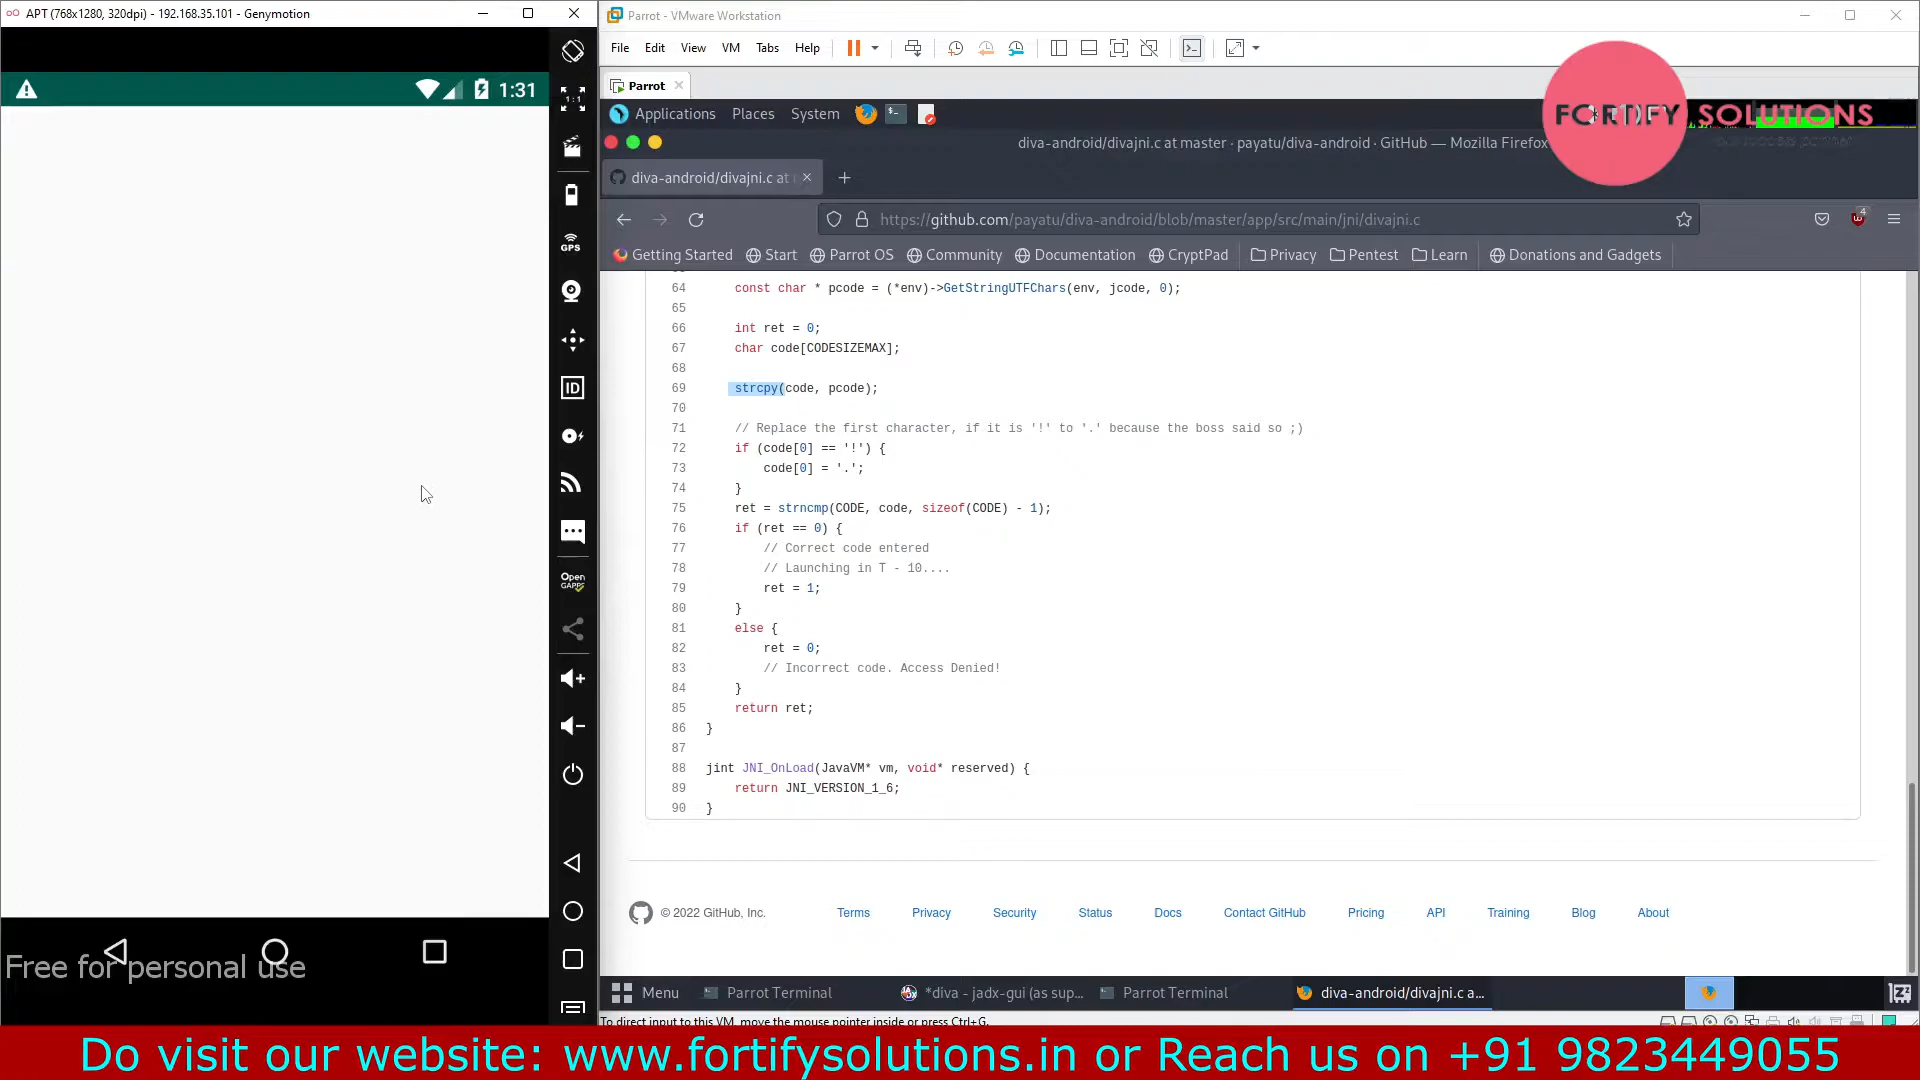 APT (768x1280, 320dpi) - 192.168.35.101 - Genymotion
1:31
1:1
GPS
ID
Open
GAPPS
Free for personal use
Parrot - VMware Workstation
File Edit View VM Tabs Help
Parrot
Applications Places System
FORTIFY SOLUTIONS
diva-android/divajni.c at master · payatu/diva-android · GitHub — Mozilla Firefox
diva-android/divajni.c at
https://github.com/payatu/diva-android/blob/master/app/src/main/jni/divajni.c
4
Getting Started Start Parrot OS Community Documentation CryptPad Privacy Pentest Learn Donations and Gadgets
64 const char * pcode = (*env)->GetStringUTFChars(env, jcode, 0);
65
66 int ret = 0;
67 char code[CODESIZEMAX];
68
69 strcpy(code, pcode);
70
71 // Replace the first character, if it is '!' to '.' because the boss said so ;)
72 if (code[0] == '!') {
73 code[0] = '.';
74 }
75 ret = strncmp(CODE, code, sizeof(CODE) - 1);
76 if (ret == 0) {
77 // Correct code entered
78 // Launching in T - 10....
79 ret = 1;
80 }
81 else {
82 ret = 0;
83 // Incorrect code. Access Denied!
84 }
85 return ret;
86 }
87
88 jint JNI_OnLoad(JavaVM* vm, void* reserved) {
89 return JNI_VERSION_1_6;
90 }
© 2022 GitHub, Inc. Terms Privacy Security Status Docs Contact GitHub Pricing API Training Blog About
Menu Parrot Terminal *diva - jadx-gui (as sup... Parrot Terminal diva-android/divajni.c a...
To direct input to this VM, move the mouse pointer inside or press Ctrl+G.
Do visit our website: www.fortifysolutions.in or Reach us on +91 9823449055